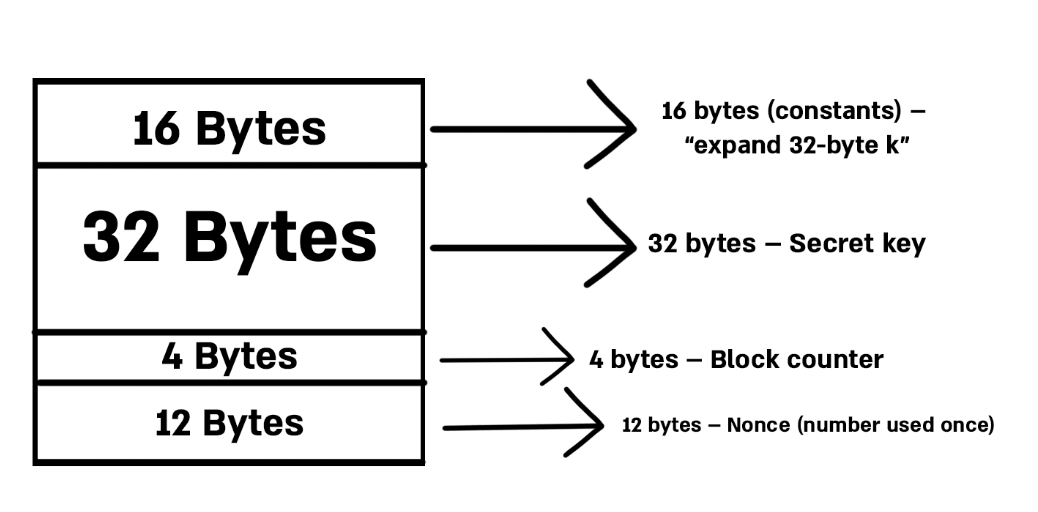 16 Bytes
16 bytes (constants) –
“expand 32-byte k”
32 Bytes
32 bytes – Secret key
4 Bytes
4 bytes – Block counter
12 Bytes
12 bytes – Nonce (number used once)